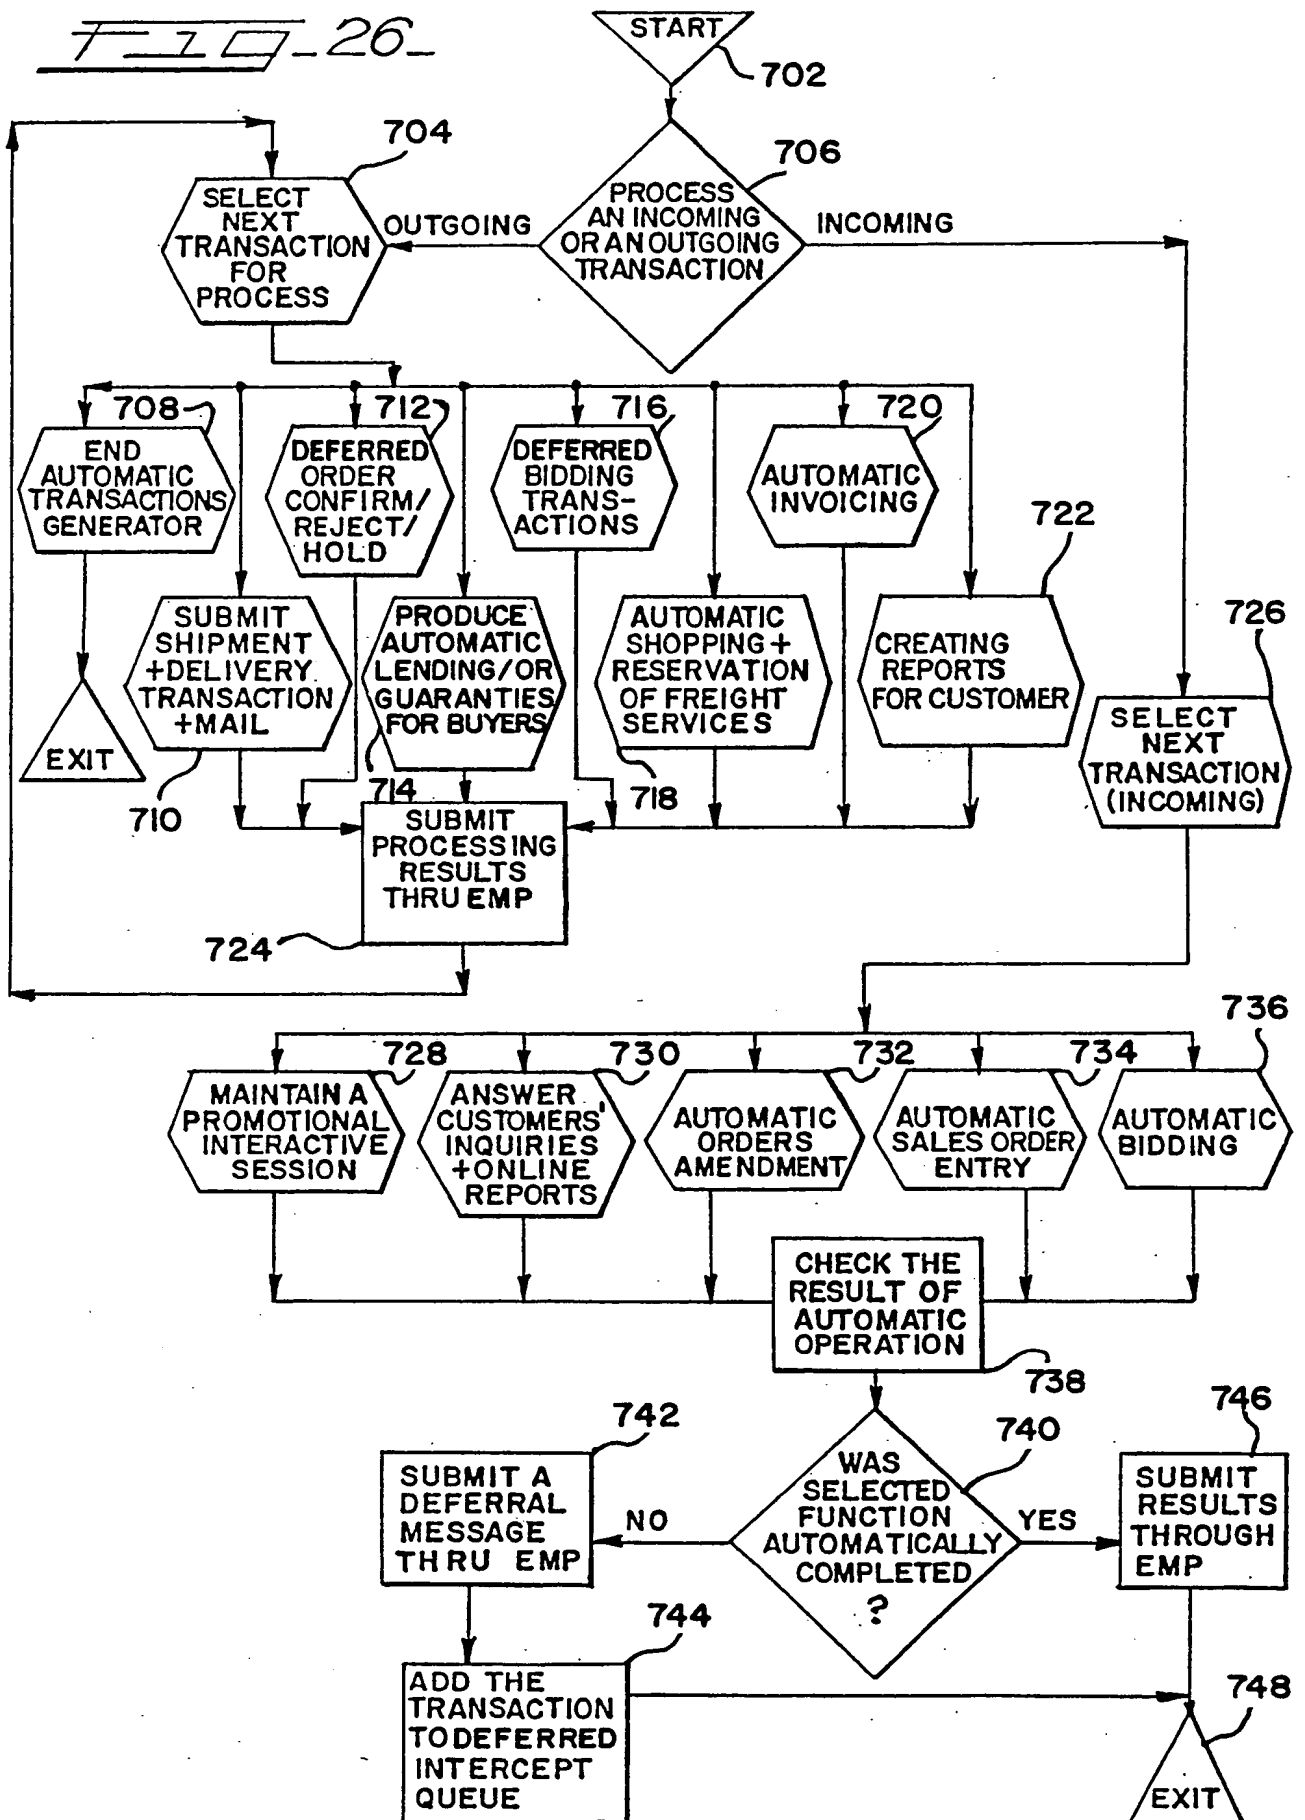 FIG_26_
START
702
704
706
SELECT
NEXT
TRANSACTION
FOR
PROCESS
OUTGOING
PROCESS
AN INCOMING
OR AN OUTGOING
TRANSACTION
INCOMING
708
712
716
720
END
AUTOMATIC
TRANSACTIONS
GENERATOR
DEFERRED
ORDER
CONFIRM/
REJECT/
HOLD
DEFERRED
BIDDING
TRANS-
ACTIONS
AUTOMATIC
INVOICING
722
SUBMIT
SHIPMENT
+DELIVERY
TRANSACTION
+MAIL
PRODUCE
AUTOMATIC
LENDING/OR
GUARANTIES
FOR BUYERS
AUTOMATIC
SHOPPING+
RESERVATION
OF FREIGHT
SERVICES
CREATING
REPORTS
FOR CUSTOMER
726
EXIT
SELECT
NEXT
TRANSACTION
(INCOMING)
710
714
718
SUBMIT
PROCESSING
RESULTS
THRU EMP
724
736
728
730
732
734
MAINTAIN A
PROMOTIONAL
INTERACTIVE
SESSION
ANSWER
CUSTOMERS'
INQUIRIES
+ONLINE
REPORTS
AUTOMATIC
ORDERS
AMENDMENT
AUTOMATIC
SALES ORDER
ENTRY
AUTOMATIC
BIDDING
CHECK THE
RESULT OF
AUTOMATIC
OPERATION
738
742
740
746
SUBMIT A
DEFERRAL
MESSAGE
THRU EMP
NO
WAS
SELECTED
FUNCTION
AUTOMATICALLY
COMPLETED
?
YES
SUBMIT
RESULTS
THROUGH
EMP
744
ADD THE
TRANSACTION
TO DEFERRED
INTERCEPT
QUEUE
748
EXIT